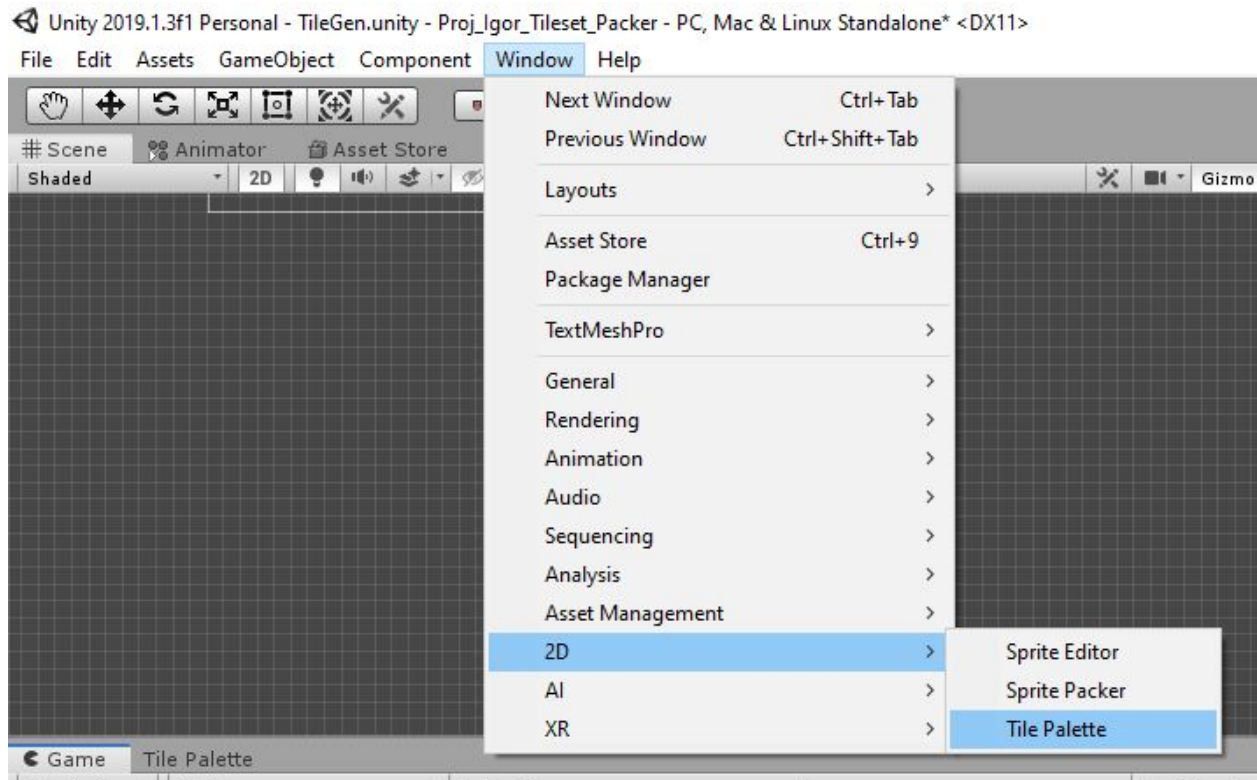 Unity 2019.1.3f1 Personal - TileGen.unity - Proj_Igor_Tileset_Packer - PC, Mac & Linux Standalone* <DX11>
File Edit Assets GameObject Component Window Help
Next Window Ctrl+Tab
Previous Window Ctrl+Shift+Tab
Scene Animator Asset Store
Shaded 2D Gizmo
Layouts
Asset Store Ctrl+9
Package Manager
TextMeshPro
General
Rendering
Animation
Audio
Sequencing
Analysis
Asset Management
2D Sprite Editor
AI Sprite Packer
XR Tile Palette
Game Tile Palette